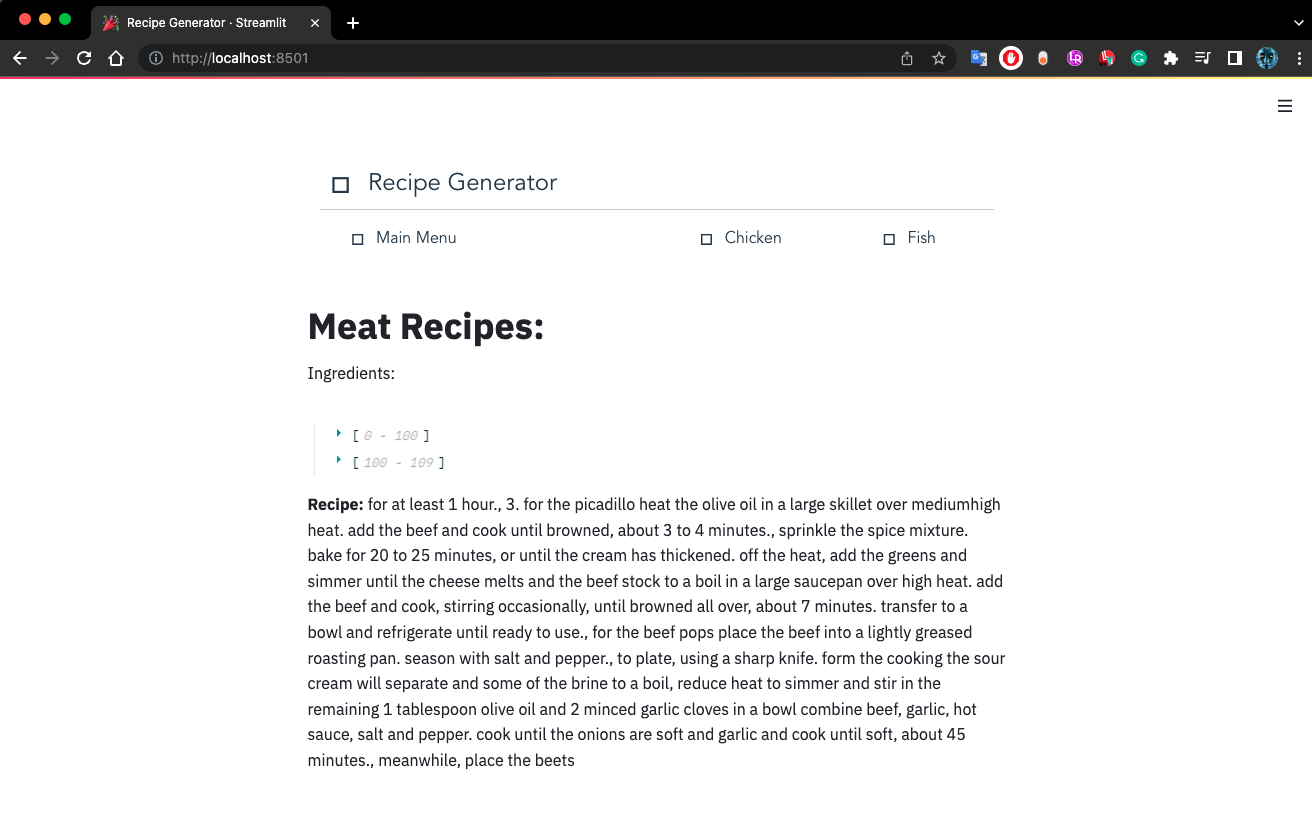 Recipe Generator · Streamlit
http://localhost:8501
Recipe Generator
Main Menu Chicken Fish
Meat Recipes:
Ingredients:
[ 0 - 100 ]
[ 100 - 109 ]
Recipe: for at least 1 hour., 3. for the picadillo heat the olive oil in a large skillet over mediumhigh
heat. add the beef and cook until browned, about 3 to 4 minutes., sprinkle the spice mixture.
bake for 20 to 25 minutes, or until the cream has thickened. off the heat, add the greens and
simmer until the cheese melts and the beef stock to a boil in a large saucepan over high heat. add
the beef and cook, stirring occasionally, until browned all over, about 7 minutes. transfer to a
bowl and refrigerate until ready to use., for the beef pops place the beef into a lightly greased
roasting pan. season with salt and pepper., to plate, using a sharp knife. form the cooking the sour
cream will separate and some of the brine to a boil, reduce heat to simmer and stir in the
remaining 1 tablespoon olive oil and 2 minced garlic cloves in a bowl combine beef, garlic, hot
sauce, salt and pepper. cook until the onions are soft and garlic and cook until soft, about 45
minutes., meanwhile, place the beets